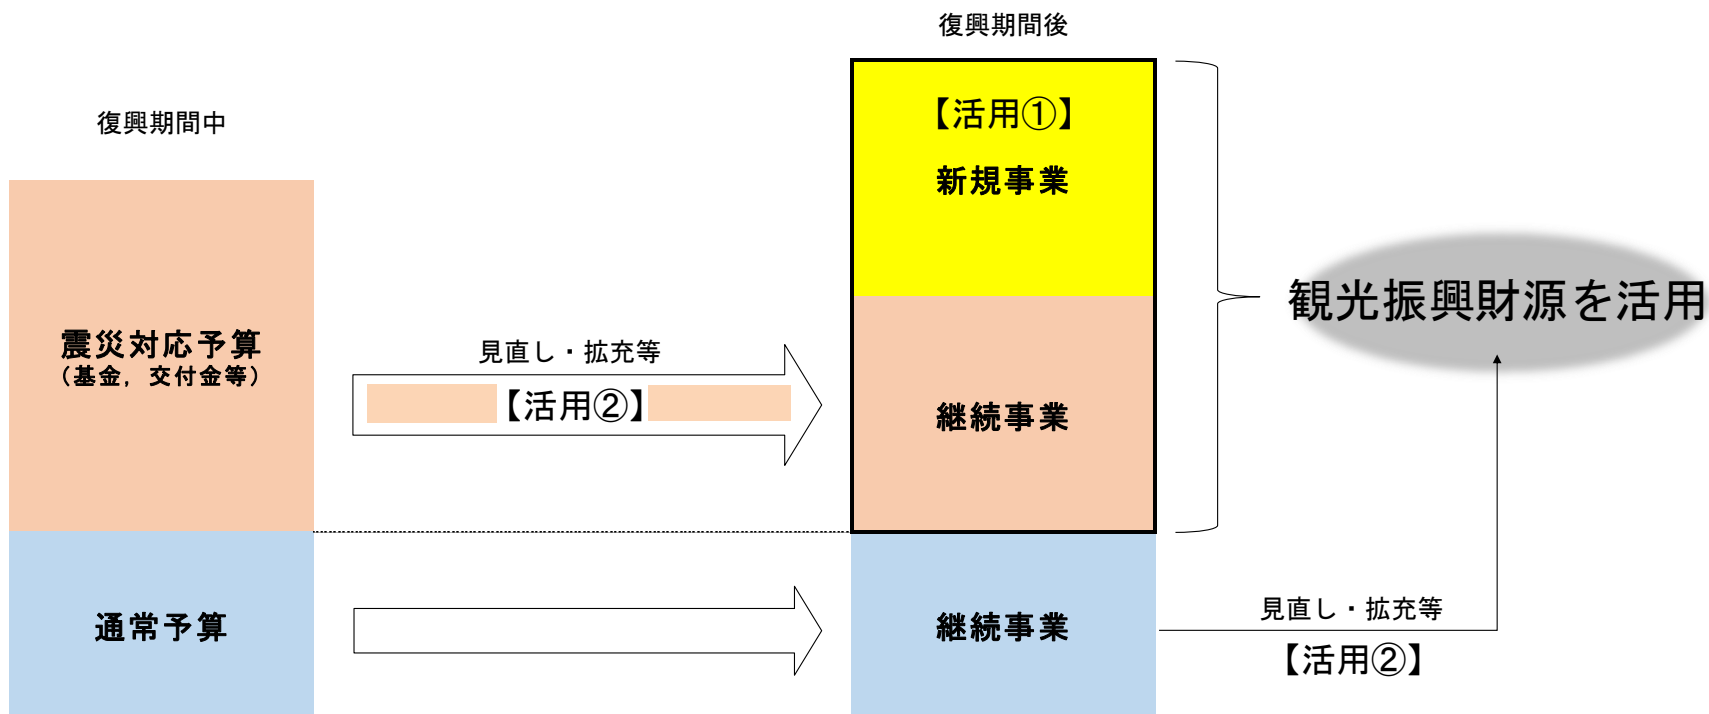 復興期間後
復興期間中
【活用①】
新規事業
震災対応予算
（基金，交付金等）
見直し・拡充等
【活用②】
継続事業
観光振興財源を活用
通常予算
継続事業
見直し・拡充等
【活用②】